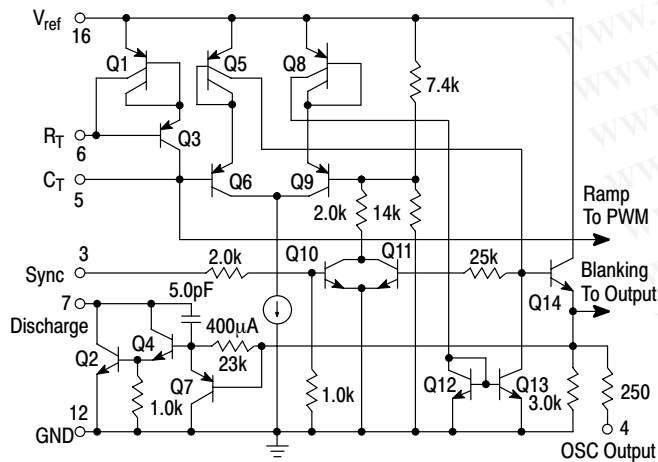 Vref
16
Q1
Q5
Q8
7.4k
RT
6
Q3
CT
5
Q6
Q9
Ramp
To PWM
2.0k
14k
3
Sync
2.0k
Q10
Q11
25k
Q14
Blanking
To Output
7
Discharge
5.0pF
400µA
Q2
Q4
23k
Q7
1.0k
1.0k
Q12
Q13
3.0k
250
12
GND
4
OSC Output